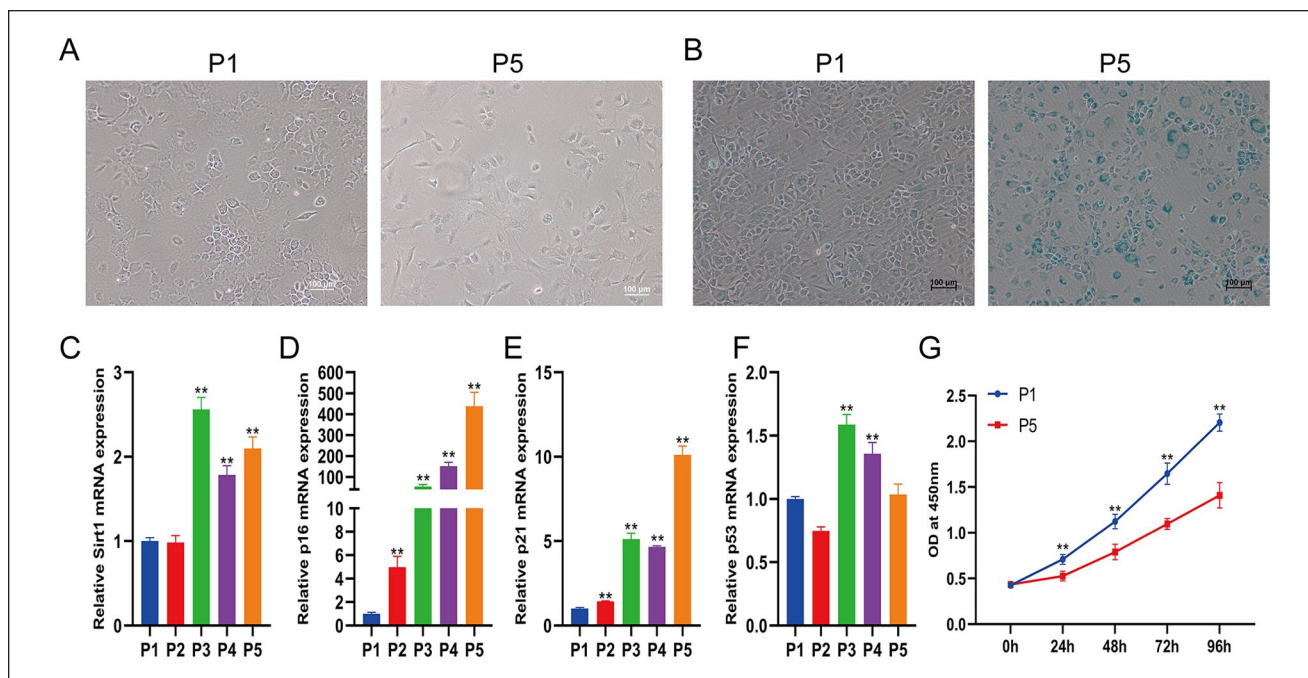 A
P1
P5
B
P1
P5
100 µm
100 µm
100 µm
100 µm
C
Relative Sirt1 mRNA expression
3
2
1
0
**
**
**
P1 P2 P3 P4 P5
D
Relative p16 mRNA expression
600
500
400
300
200
100
10
8
6
4
2
0
**
**
**
**
P1 P2 P3 P4 P5
E
Relative p21 mRNA expression
15
10
5
0
**
**
**
**
P1 P2 P3 P4 P5
F
Relative p53 mRNA expression
2.0
1.5
1.0
0.5
0.0
**
**
P1 P2 P3 P4 P5
G
OD at 450nm
2.5
2.0
1.5
1.0
0.5
0.0
P1
P5
**
**
**
**
0h 24h 48h 72h 96h